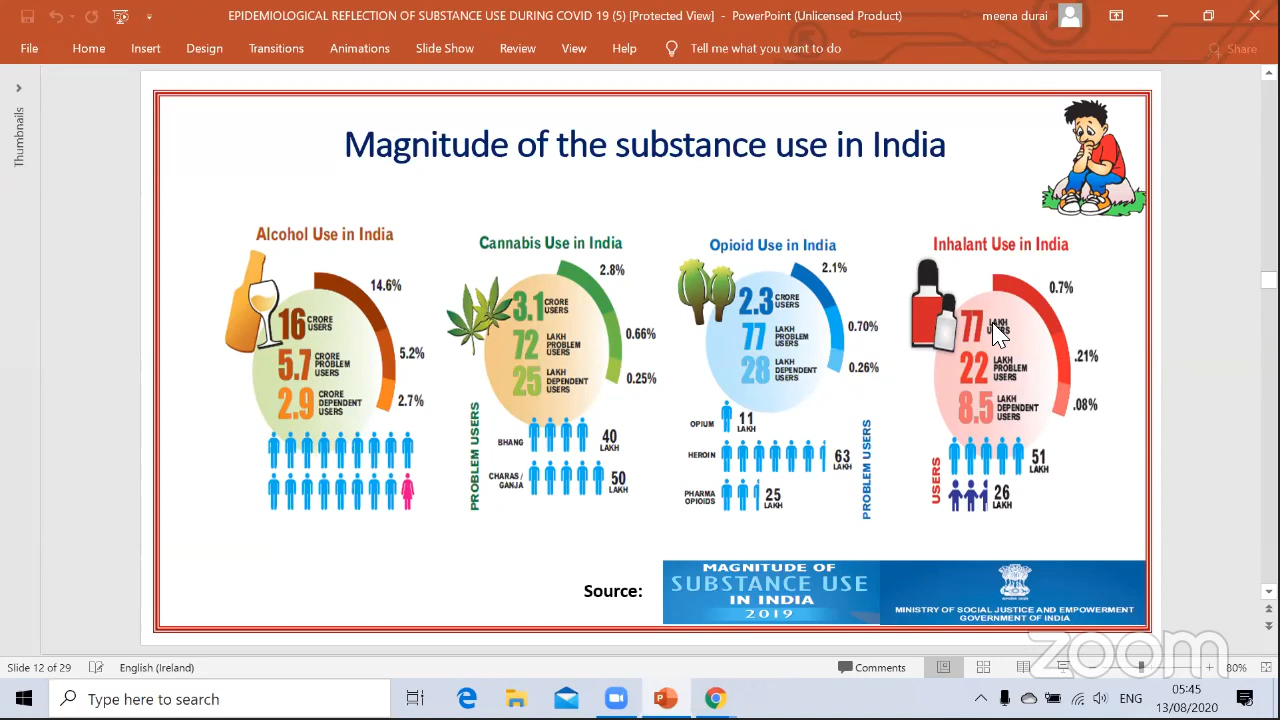 EPIDEMIOLOGICAL REFLECTION OF SUBSTANCE USE DURING COVID 19 (5) [Protected View] - PowerPoint (Unlicensed Product)
meena durai
File
Home
Insert
Design
Transitions
Animations
Slide Show
Review
View
Help
Tell me what you want to do
Share
Thumbnails
Magnitude of the substance use in India
Alcohol Use in India
14.6%
16 CRORE USERS
5.2%
5.7 CRORE PROBLEM USERS
2.7%
2.9 CRORE DEPENDENT USERS
Cannabis Use in India
2.8%
3.1 CRORE USERS
0.66%
72 LAKH PROBLEM USERS
0.25%
25 LAKH DEPENDENT USERS
PROBLEM USERS
BHANG
40 LAKH
CHARAS / GANJA
50 LAKH
Opioid Use in India
2.1%
2.3 CRORE USERS
0.70%
77 LAKH PROBLEM USERS
0.26%
28 LAKH DEPENDENT USERS
OPIUM
11 LAKH
HEROIN
63 LAKH
PHARMA OPIOIDS
25 LAKH
PROBLEM USERS
Inhalant Use in India
0.7%
77 LAKH USERS
.21%
22 LAKH PROBLEM USERS
.08%
8.5 LAKH DEPENDENT USERS
USERS
51 LAKH
26 LAKH
Source:
MAGNITUDE OF
SUBSTANCE USE
IN INDIA
2019
MINISTRY OF SOCIAL JUSTICE AND EMPOWERMENT
GOVERNMENT OF INDIA
zoom
Slide 12 of 29
English (Ireland)
Comments
80%
Type here to search
ENG
05:45
13/08/2020